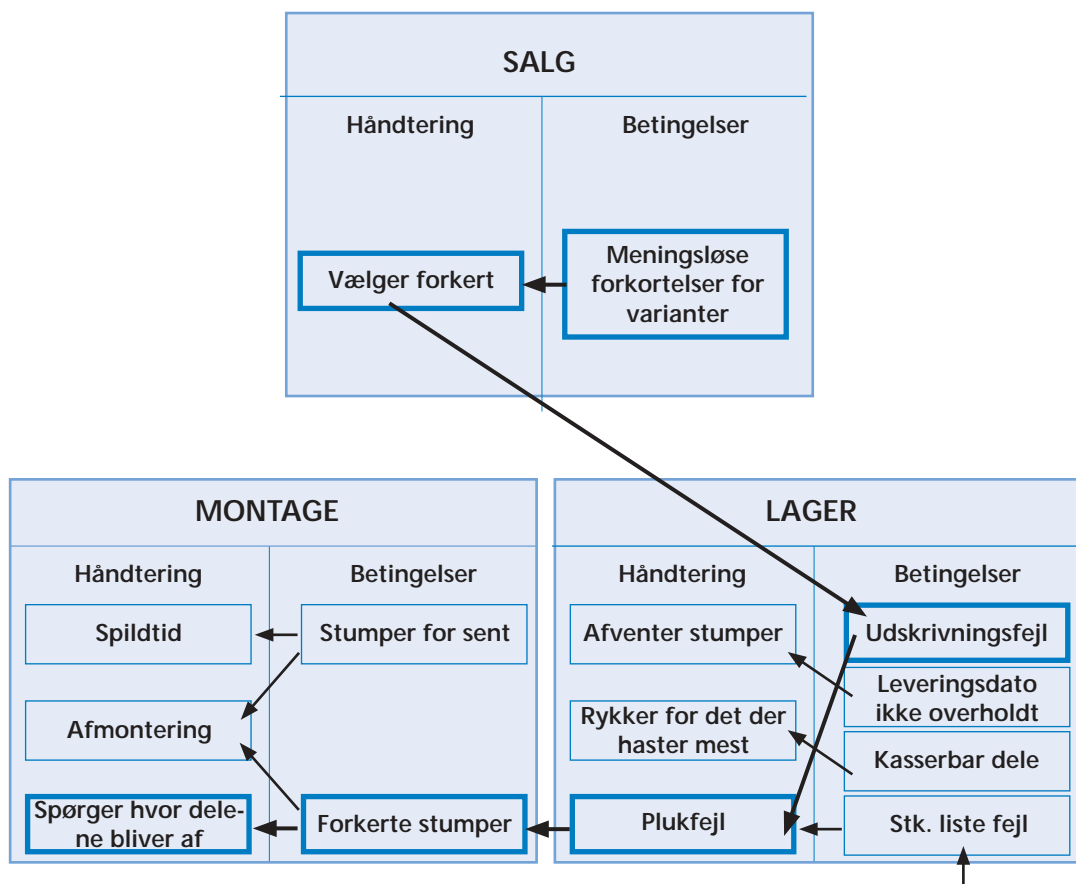 SALG
Håndtering
Betingelser
Vælger forkert
Meningsløse
forkortelser for
varianter
MONTAGE
Håndtering
Betingelser
Spildtid
Stumper for sent
Afmontering
Spørger hvor dele-
ne bliver af
Forkerte stumper
LAGER
Håndtering
Betingelser
Afventer stumper
Udskrivningsfejl
Leveringsdato
ikke overholdt
Rykker for det der
haster mest
Kasserbar dele
Plukfejl
Stk. liste fejl